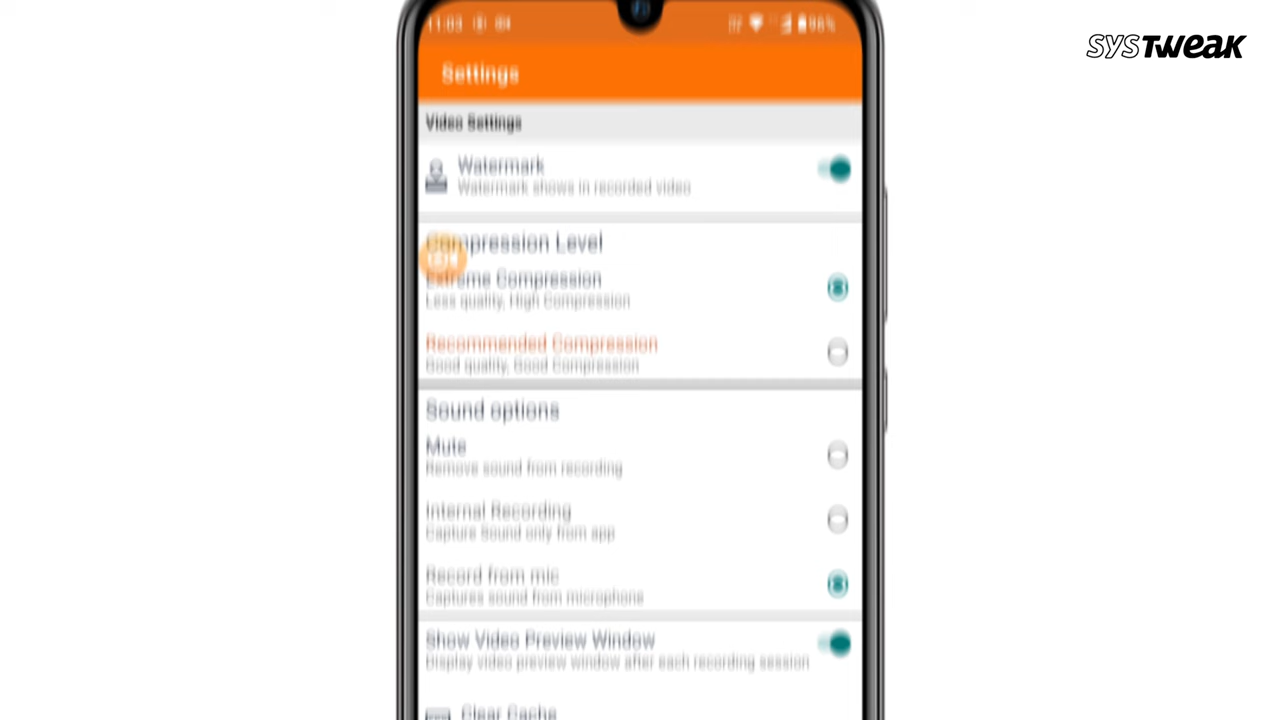 SYSTWEAK
11:03
96%
Settings
Video Settings
Watermark
Watermark shows in recorded video
Compression Level
Extreme Compression
Less quality, High Compression
Recommended Compression
Good quality, Good Compression
Sound options
Mute
Remove sound from recording
Internal Recording
Capture Sound only from app
Record from mic
Captures sound from microphone
Show Video Preview Window
Display video preview window after each recording session
Clear Cache